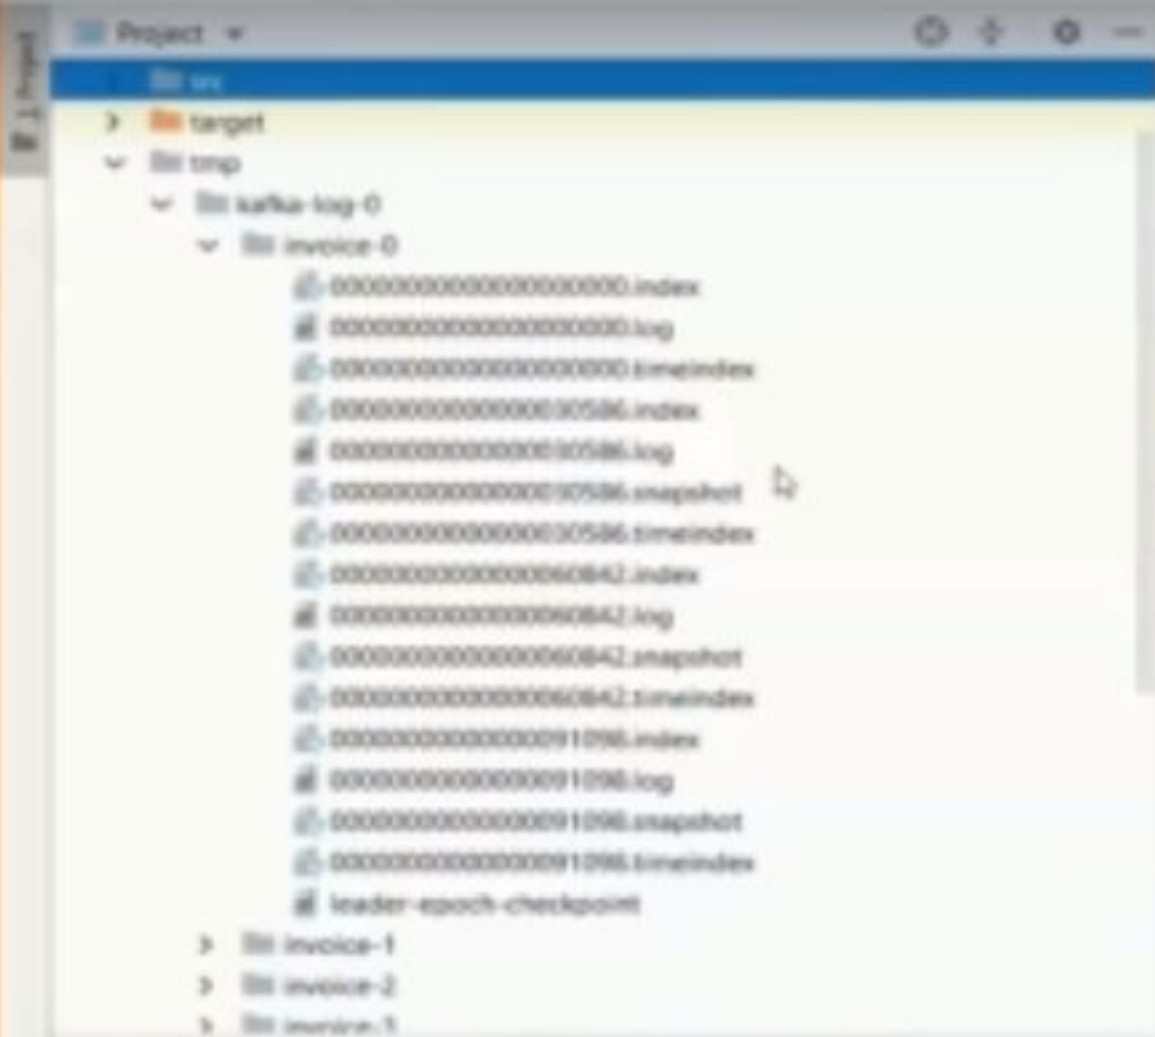 Project
src
target
tmp
kafka-log-0
invoice-0
00000000000000000000.index
00000000000000000000.log
00000000000000000000.timeindex
00000000000000030586.index
00000000000000030586.log
00000000000000030586.snapshot
00000000000000030586.timeindex
00000000000000060842.index
00000000000000060842.log
00000000000000060842.snapshot
00000000000000060842.timeindex
00000000000000091098.index
00000000000000091098.log
00000000000000091098.snapshot
00000000000000091098.timeindex
leader-epoch-checkpoint
invoice-1
invoice-2
invoice-3